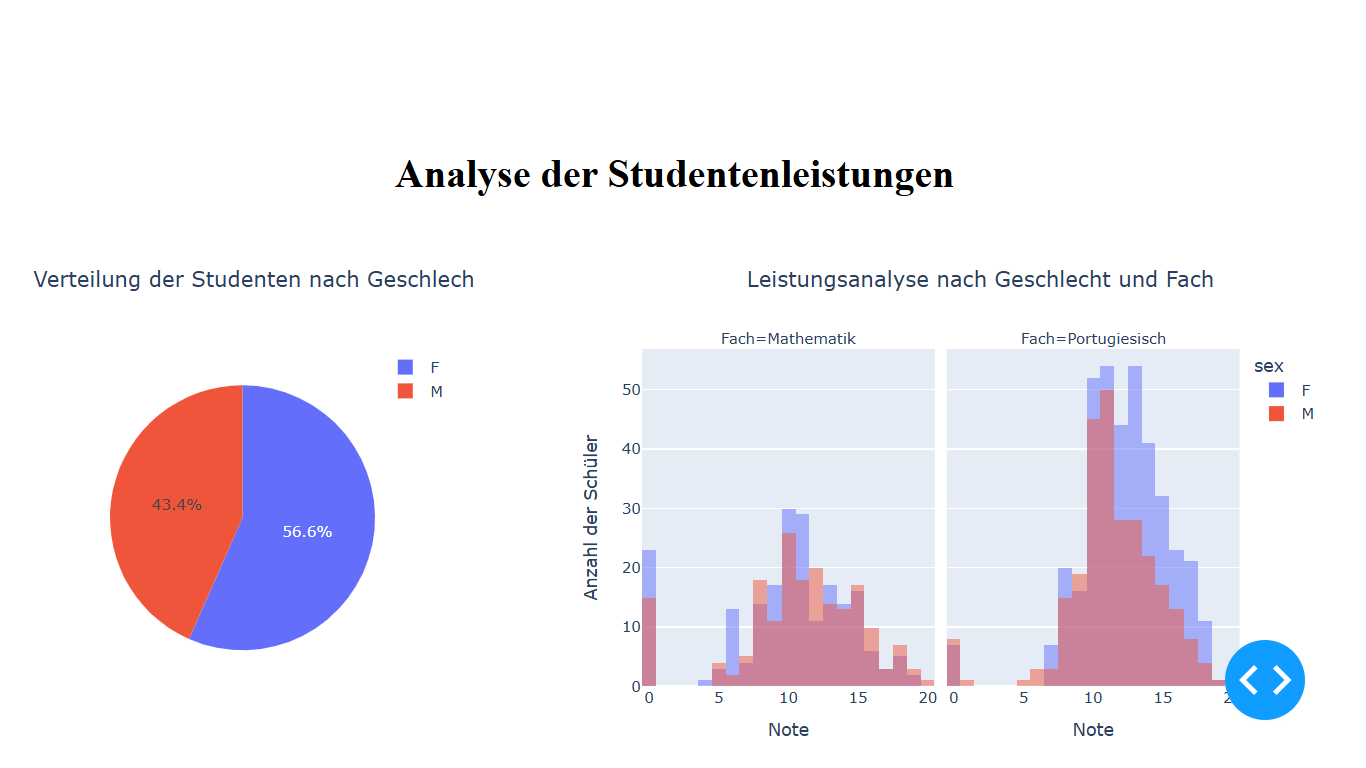 Analyse der Studentenleistungen
Verteilung der Studenten nach Geschlech
F
M
43.4%
56.6%
Leistungsanalyse nach Geschlecht und Fach
Fach=Mathematik
Fach=Portugiesisch
sex
F
M
Anzahl der Schüler
50
40
30
20
10
0
0 5 10 15 20
0 5 10 15
Note
Note